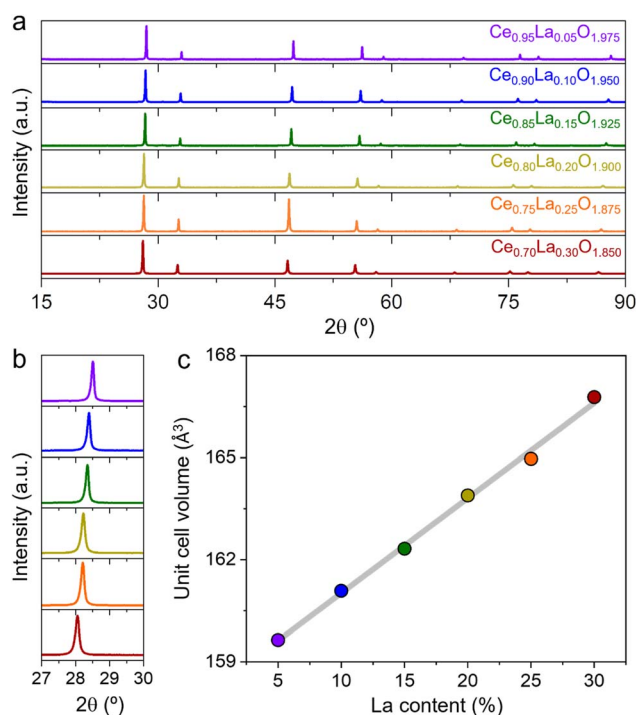 a
Intensity (a.u.)
Ce0.95La0.05O1.975
Ce0.90La0.10O1.950
Ce0.85La0.15O1.925
Ce0.80La0.20O1.900
Ce0.75La0.25O1.875
Ce0.70La0.30O1.850
15 30 45 60 75 90
2θ (º)
b
Intensity (a.u.)
27 28 29 30
2θ (º)
c
Unit cell volume (Å³)
168
165
162
159
5 10 15 20 25 30
La content (%)